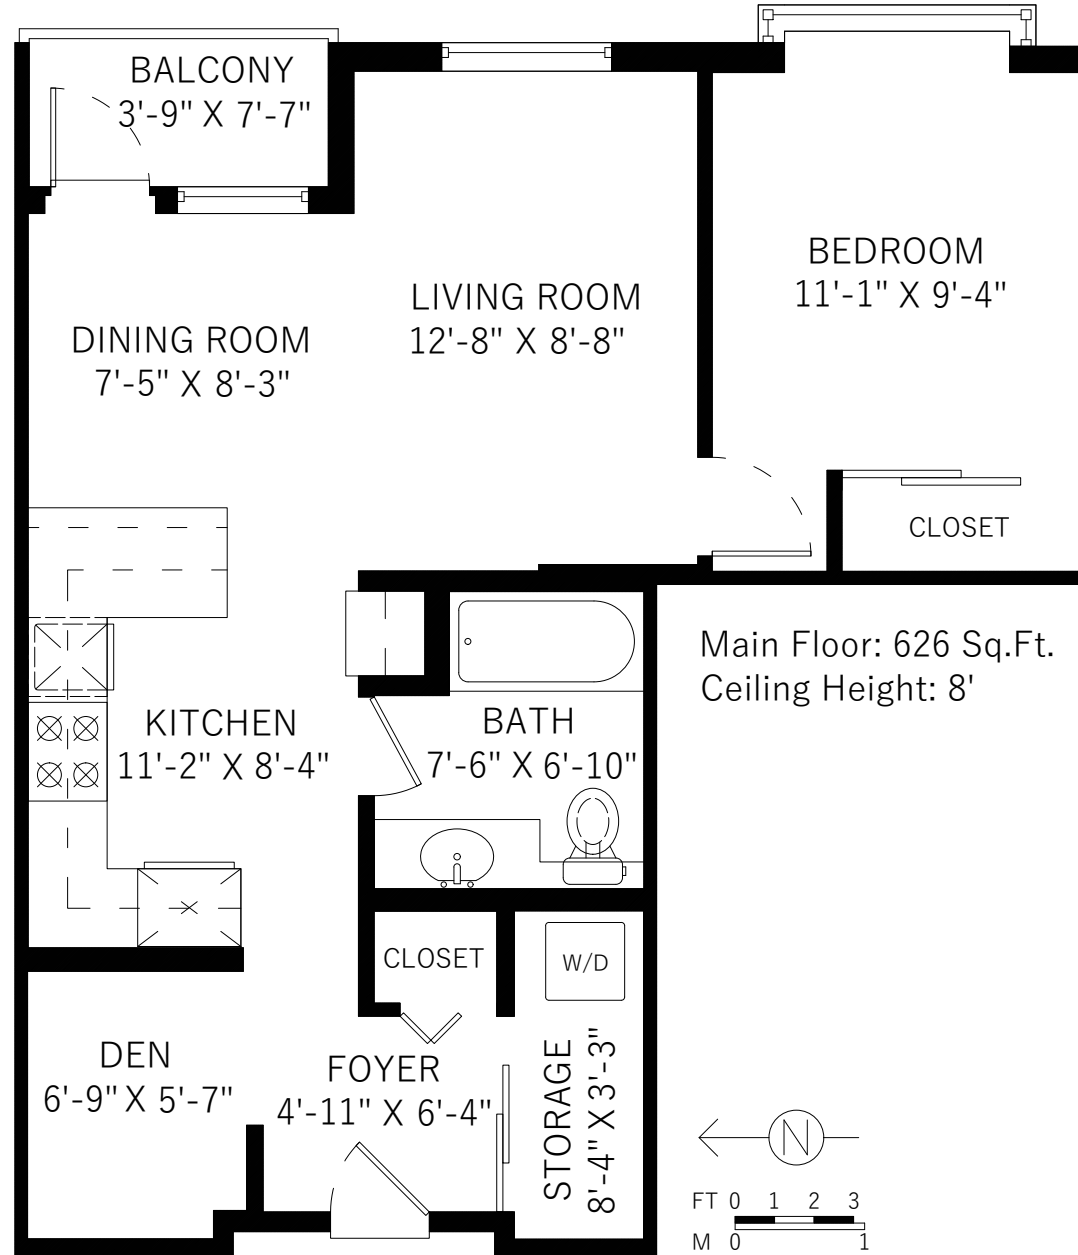 BALCONY
3'-9" X 7'-7"
BEDROOM
11'-1" X 9'-4"
LIVING ROOM
12'-8" X 8'-8"
DINING ROOM
7'-5" X 8'-3"
CLOSET
Main Floor: 626 Sq.Ft.
Ceiling Height: 8'
KITCHEN
11'-2" X 8'-4"
BATH
7'-6" X 6'-10"
CLOSET
W/D
DEN
6'-9" X 5'-7"
FOYER
4'-11" X 6'-4"
STORAGE
8'-4" X 3'-3"
N
FT 0 1 2 3
M 0 1